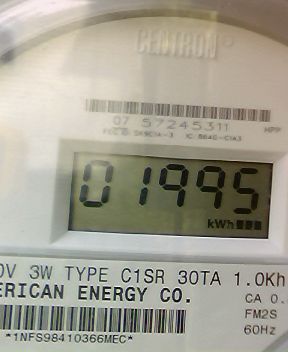 CENTRON®
07 57245311 HPP
01995
kWh
0V 3W TYPE C1SR 30TA 1.0Kh
ERICAN ENERGY CO. CA 0.
FM2S
60Hz
*1NFS98410366MEC*